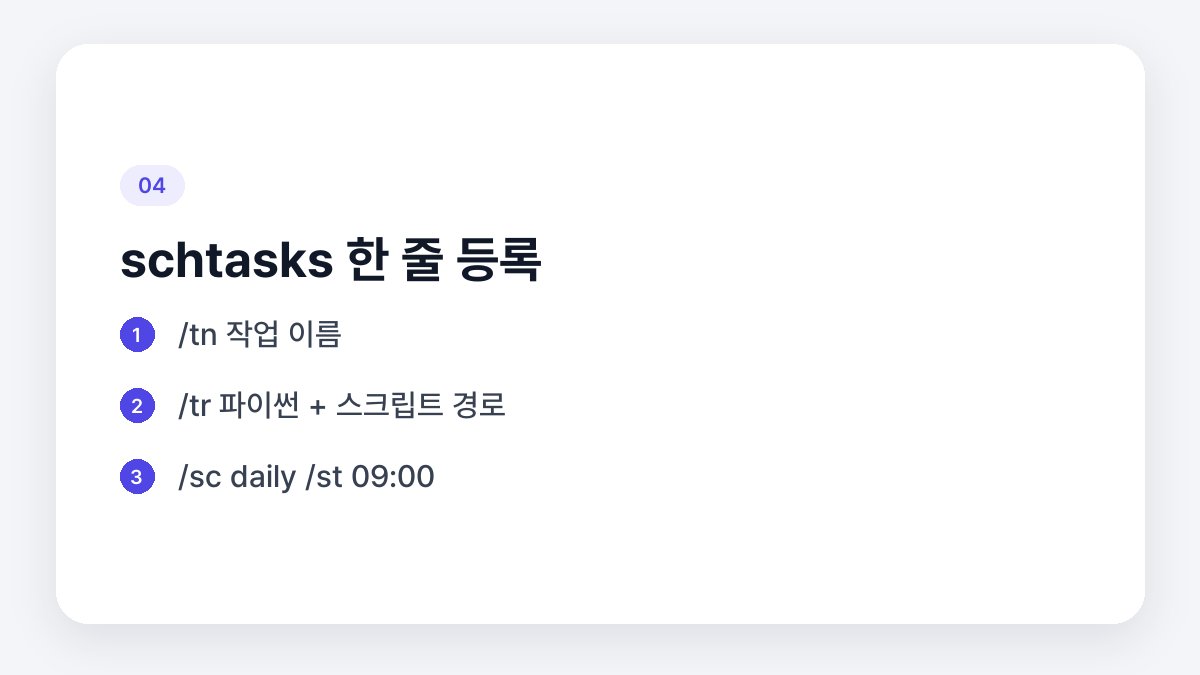 04
schtasks 한 줄 등록
1 /tn 작업 이름
2 /tr 파이썬 + 스크립트 경로
3 /sc daily /st 09:00